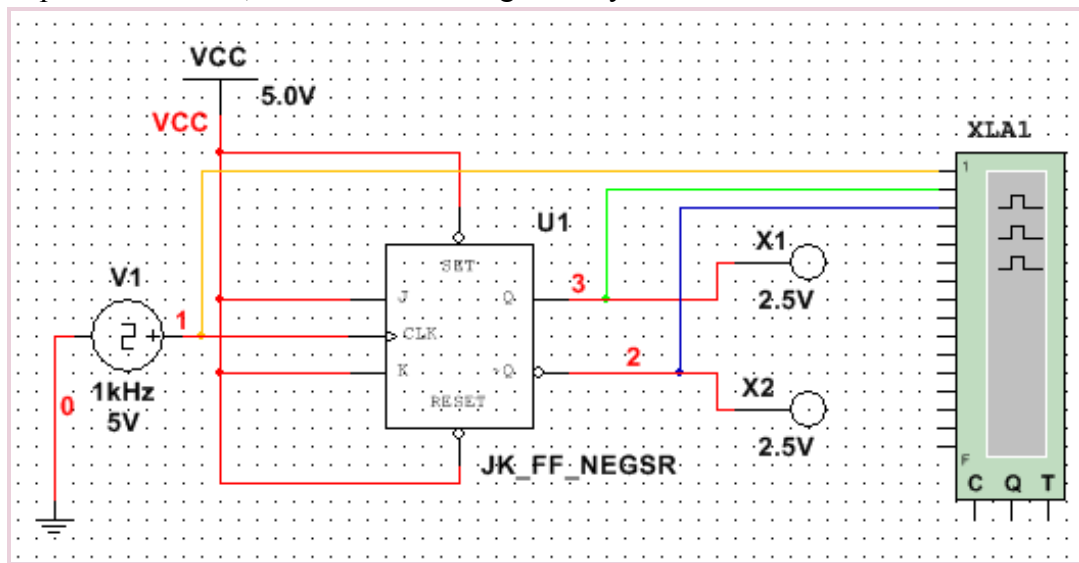 VCC
5.0V
VCC
XLA1
1
U1
SET
X1
V1
J
Q
3
2.5V
1
CLK
K
Q
2
X2
1kHz
RESET
0
5V
2.5V
JK_FF_NEGSR
F
C Q T